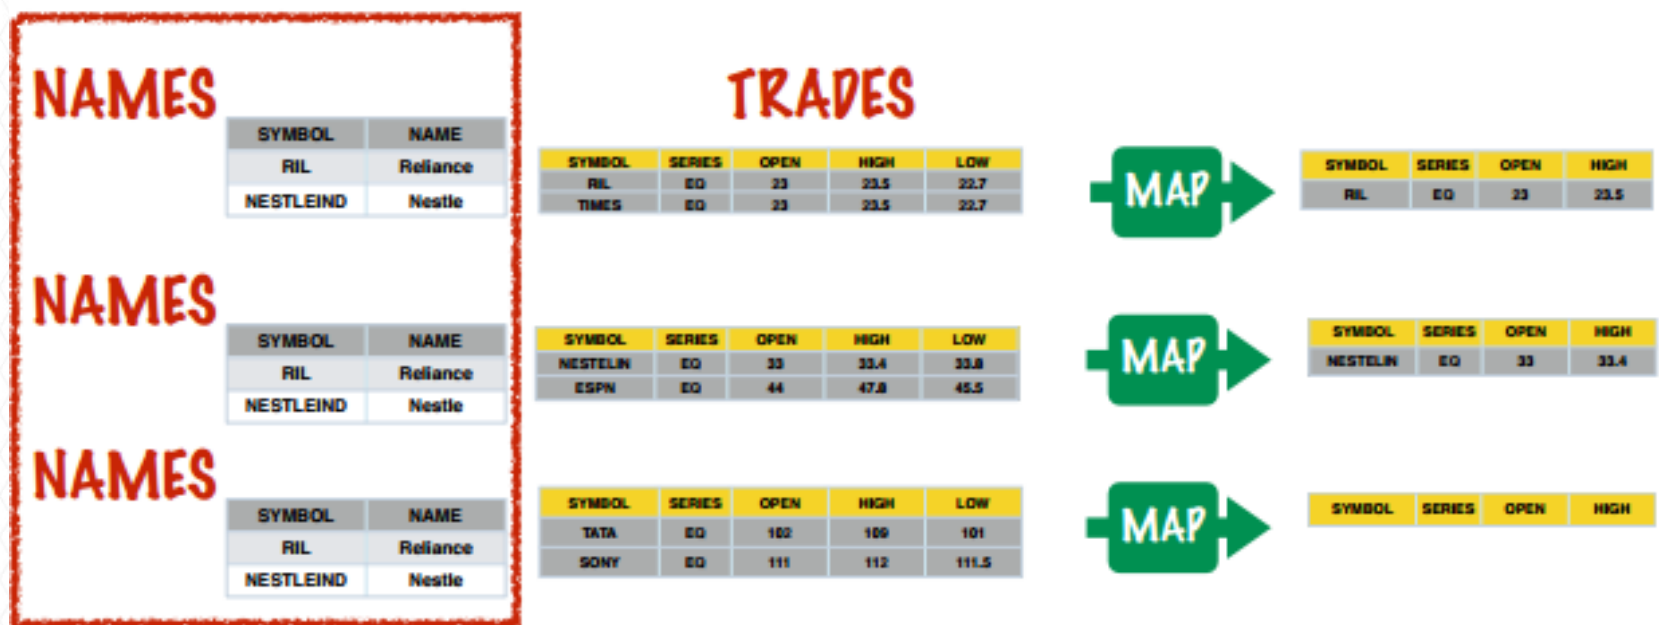 NAMES
TRADES
SYMBOL NAME
RIL Reliance
NESTLEIND Nestle
SYMBOL SERIES OPEN HIGH LOW
RIL EQ 23 23.5 22.7
TIMES EQ 23 23.5 22.7
MAP
SYMBOL SERIES OPEN HIGH
RIL EQ 23 23.5
NAMES
SYMBOL NAME
RIL Reliance
NESTLEIND Nestle
SYMBOL SERIES OPEN HIGH LOW
NESTELIN EQ 33 33.4 33.8
ESPN EQ 44 47.8 45.5
MAP
SYMBOL SERIES OPEN HIGH
NESTELIN EQ 33 33.4
NAMES
SYMBOL NAME
RIL Reliance
NESTLEIND Nestle
SYMBOL SERIES OPEN HIGH LOW
TATA EQ 102 109 101
SONY EQ 111 112 111.5
MAP
SYMBOL SERIES OPEN HIGH